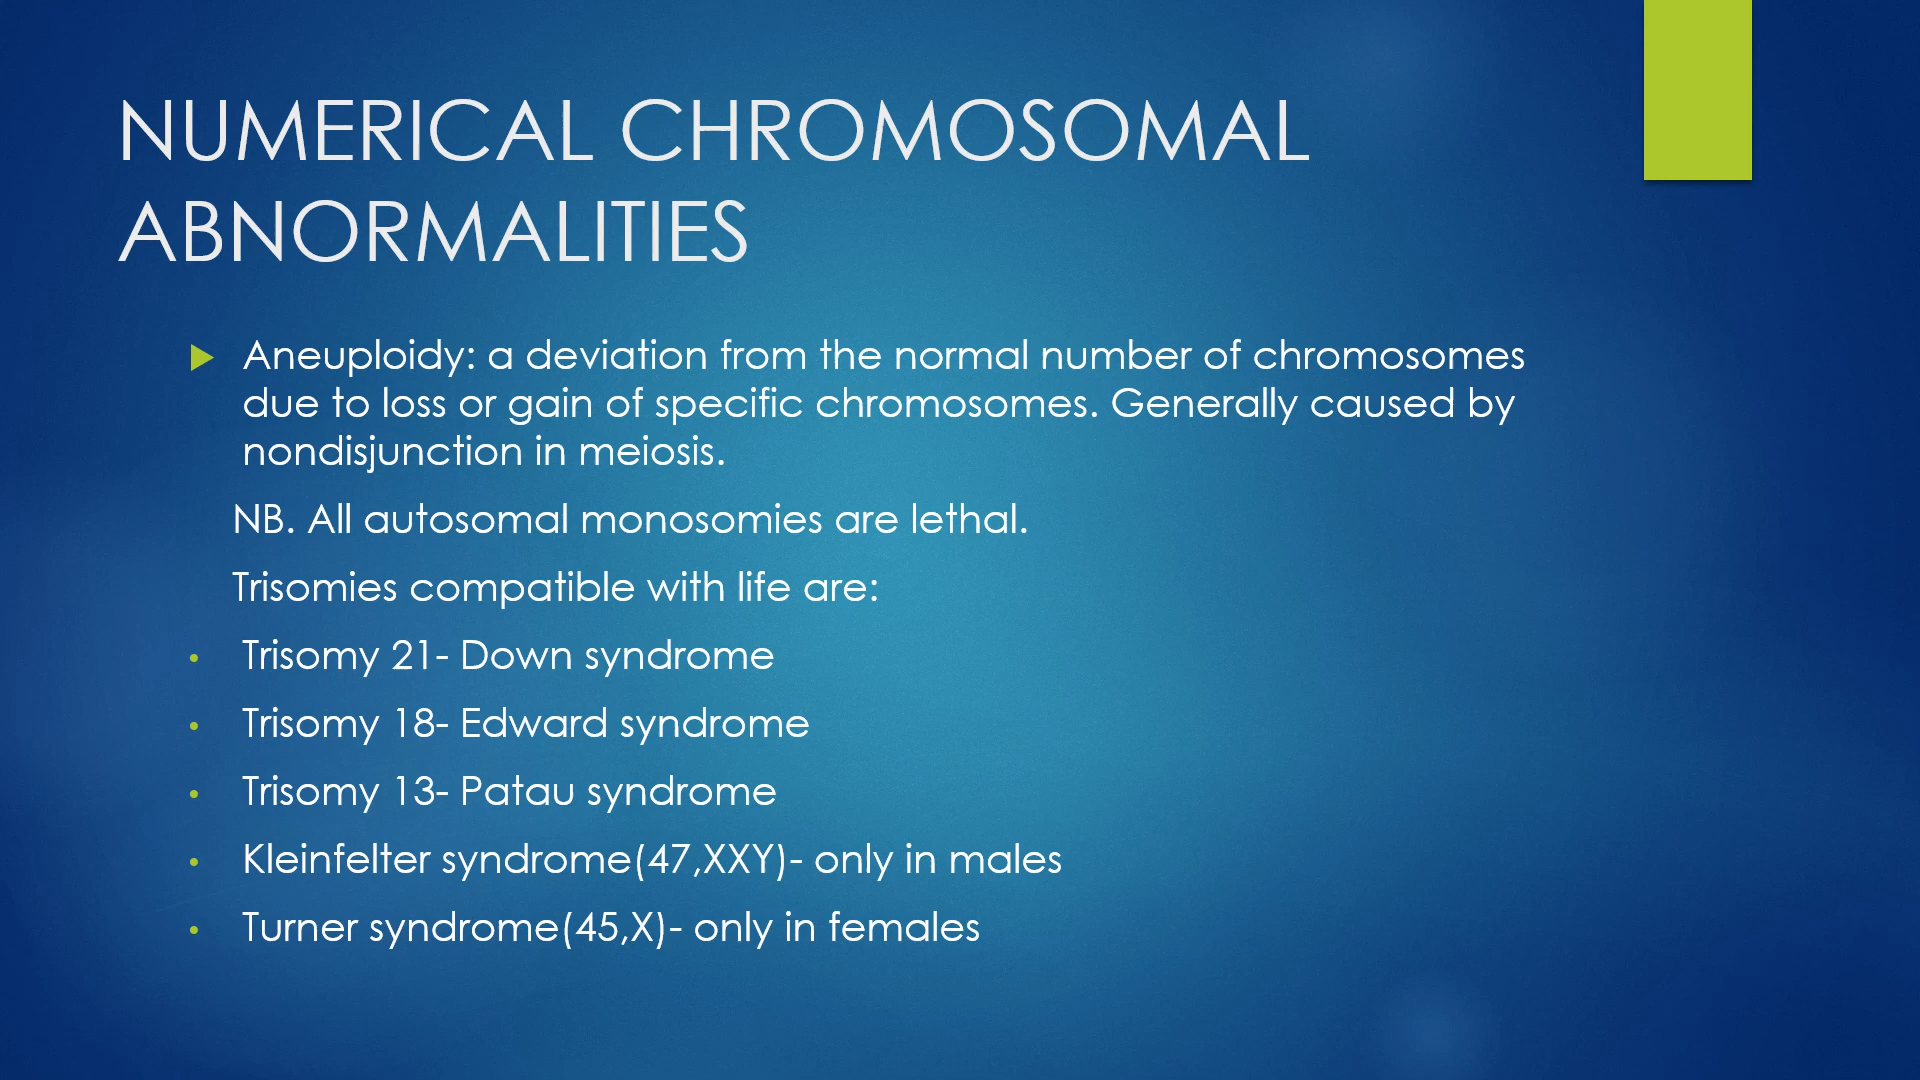 NUMERICAL CHROMOSOMAL
ABNORMALITIES
Aneuploidy: a deviation from the normal number of chromosomes
due to loss or gain of specific chromosomes. Generally caused by
nondisjunction in meiosis.
NB. All autosomal monosomies are lethal.
Trisomies compatible with life are:
• Trisomy 21- Down syndrome
• Trisomy 18- Edward syndrome
• Trisomy 13- Patau syndrome
• Kleinfelter syndrome(47,XXY)- only in males
• Turner syndrome(45,X)- only in females